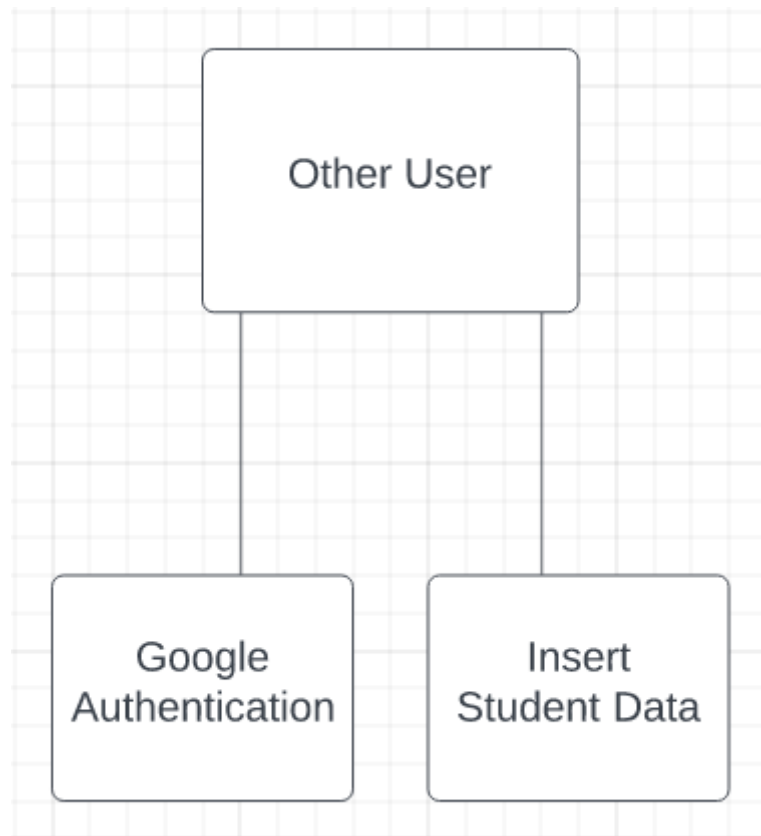 Other User
Google
Authentication
Insert
Student Data